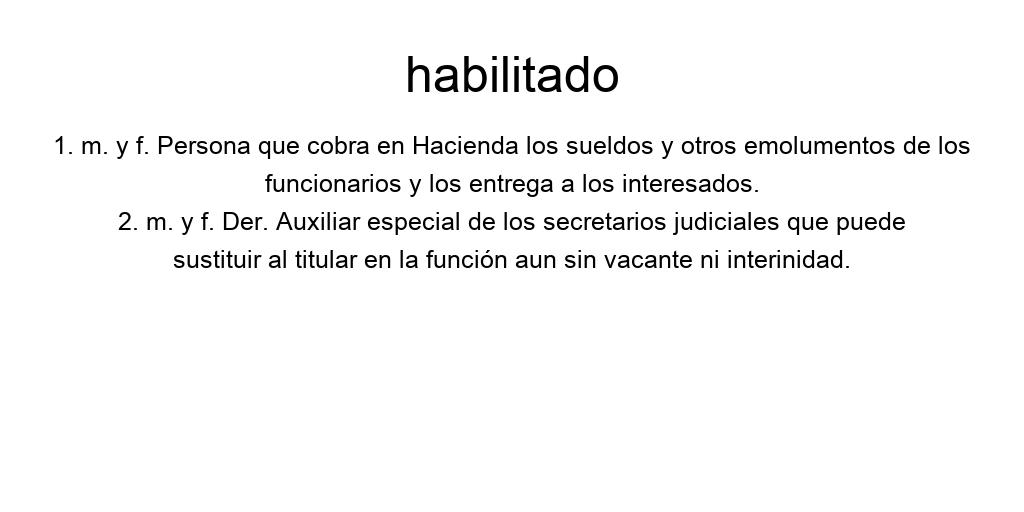 habilitado
1. m. y f. Persona que cobra en Hacienda los sueldos y otros emolumentos de los
funcionarios y los entrega a los interesados.
2. m. y f. Der. Auxiliar especial de los secretarios judiciales que puede
sustituir al titular en la función aun sin vacante ni interinidad.